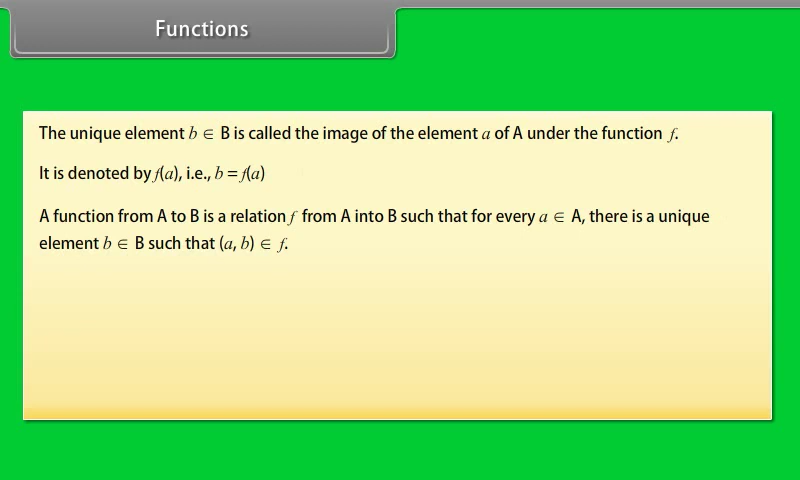 Functions
The unique element b ∈ B is called the image of the element a of A under the function f.
It is denoted by f(a), i.e., b = f(a)
A function from A to B is a relation f from A into B such that for every a ∈ A, there is a unique
element b ∈ B such that (a, b) ∈ f.